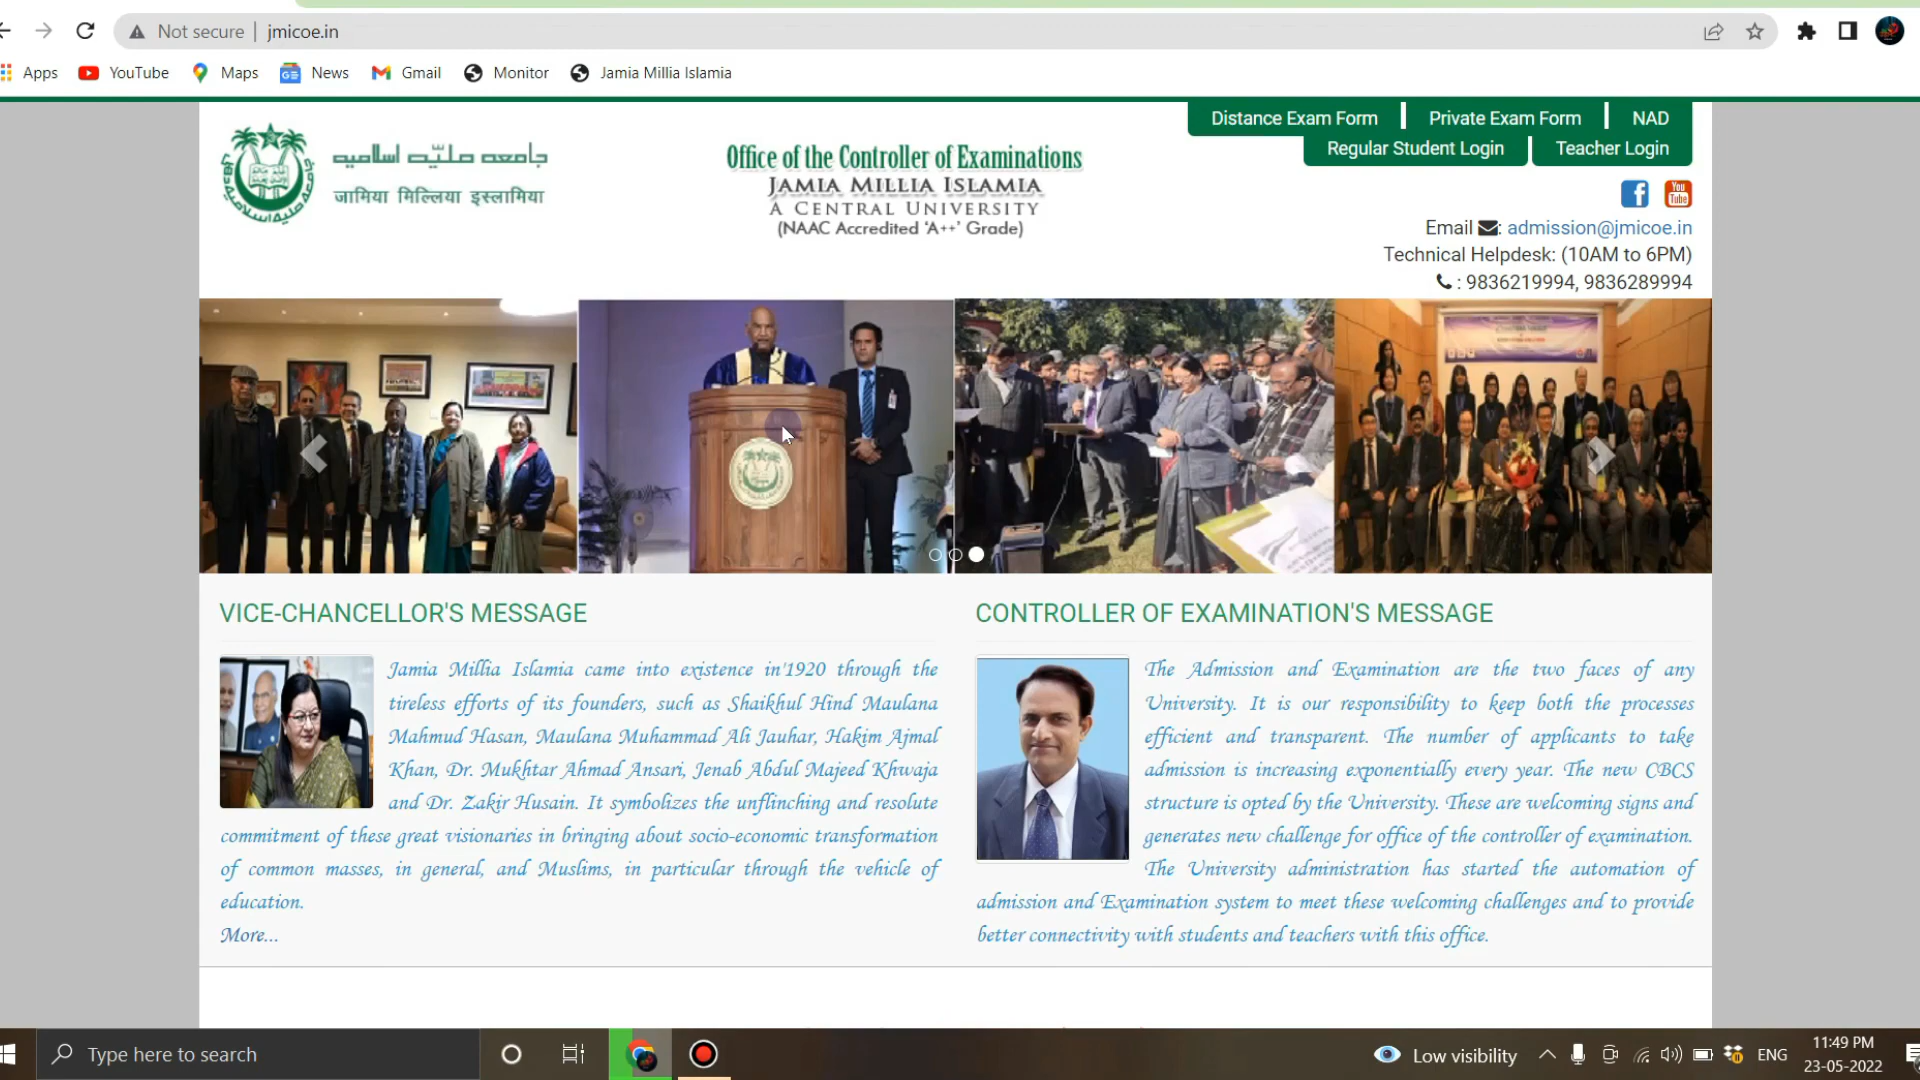 Not secure | jmicoe.in
Apps YouTube Maps News Gmail Monitor Jamia Millia Islamia
Distance Exam Form Private Exam Form NAD
Regular Student Login Teacher Login
جامعہ ملیّہ اسلامیہ
जामिया मिल्लिया इस्लामिया
Office of the Controller of Examinations
JAMIA MILLIA ISLAMIA
A CENTRAL UNIVERSITY
(NAAC Accredited 'A++' Grade)
You
Tube
Email : admission@jmicoe.in
Technical Helpdesk: (10AM to 6PM)
: 9836219994, 9836289994
VICE-CHANCELLOR'S MESSAGE
Jamia Millia Islamia came into existence in'1920 through the
tireless efforts of its founders, such as Shaikhul Hind Maulana
Mahmud Hasan, Maulana Muhammad Ali Jauhar, Hakim Ajmal
Khan, Dr. Mukhtar Ahmad Ansari, Jenab Abdul Majeed Khwaja
and Dr. Zakir Husain. It symbolizes the unflinching and resolute
commitment of these great visionaries in bringing about socio-economic transformation
of common masses, in general, and Muslims, in particular through the vehicle of
education.
More...
CONTROLLER OF EXAMINATION'S MESSAGE
The Admission and Examination are the two faces of any
University. It is our responsibility to keep both the processes
efficient and transparent. The number of applicants to take
admission is increasing exponentially every year. The new CBCS
structure is opted by the University. These are welcoming signs and
generates new challenge for office of the controller of examination.
The University administration has started the automation of
admission and Examination system to meet these welcoming challenges and to provide
better connectivity with students and teachers with this office.
Type here to search
Low visibility
ENG
11:49 PM
23-05-2022